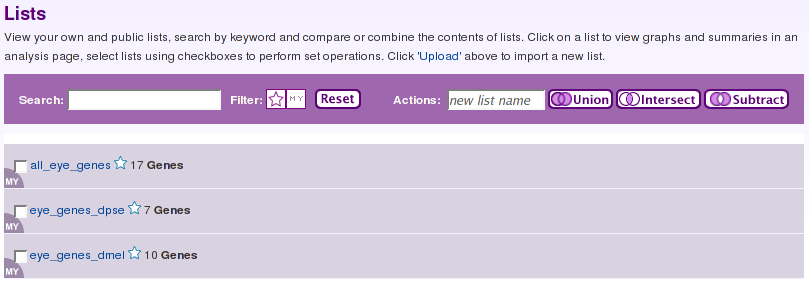 Lists
View your own and public lists, search by keyword and compare or combine the contents of lists. Click on a list to view graphs and summaries in an
analysis page, select lists using checkboxes to perform set operations. Click 'Upload' above to import a new list.
Search: Filter: MY Reset Actions: new list name Union Intersect Subtract
all_eye_genes 17 Genes
MY
eye_genes_dpse 7 Genes
MY
eye_genes_dmel 10 Genes
MY